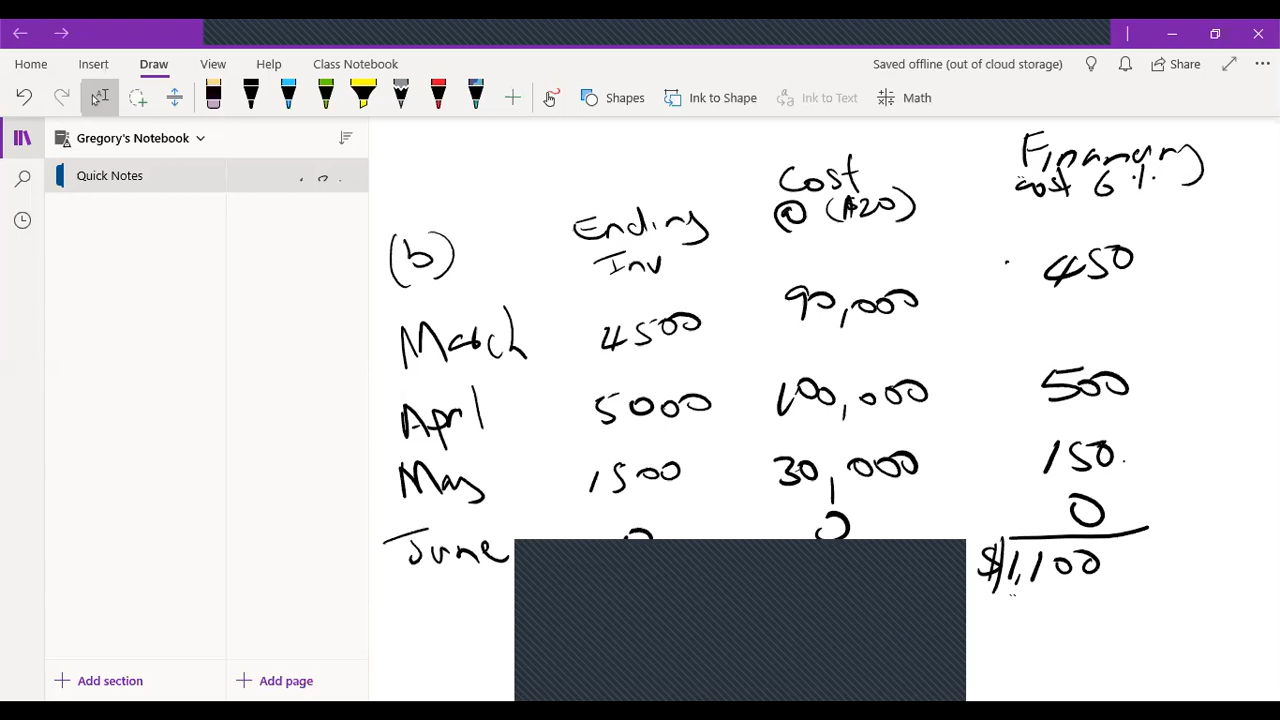 Home Insert Draw View Help Class Notebook Saved offline (out of cloud storage) Share
Shapes Ink to Shape Ink to Text Math
Gregory's Notebook
Quick Notes
Financing
cost 6 %
Cost
@ ($20)
Ending
Inv
(b)
March 4500 90,000 450
April 5000 100,000 500
May 1500 30,000 150
June 0 0 0
$1,100
Add section Add page